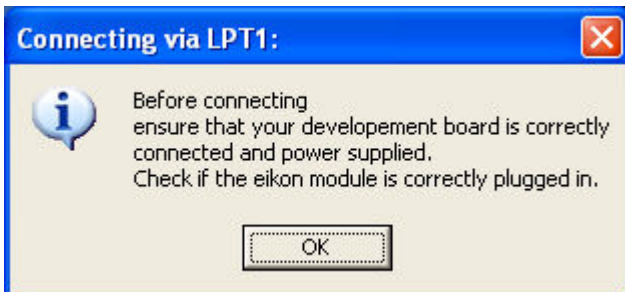 Connecting via LPT1:
Before connecting
ensure that your developement board is correctly
connected and power supplied.
Check if the eikon module is correctly plugged in.
OK